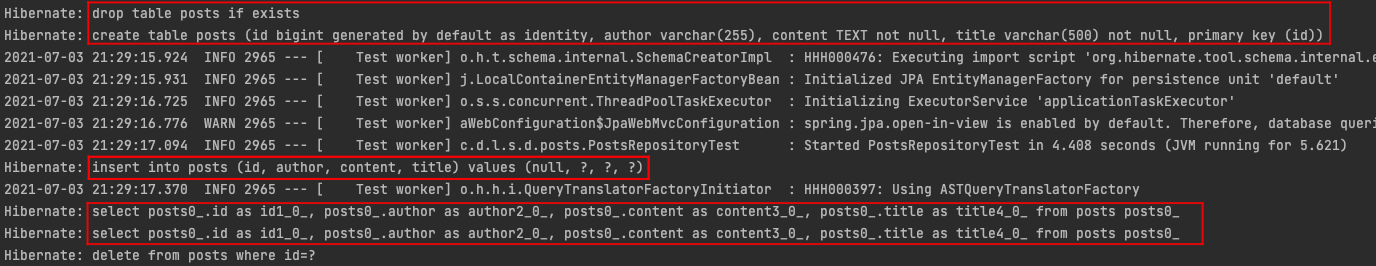 Hibernate: drop table posts if exists
Hibernate: create table posts (id bigint generated by default as identity, author varchar(255), content TEXT not null, title varchar(500) not null, primary key (id))
2021-07-03 21:29:15.924  INFO 2965 --- [    Test worker] o.h.t.schema.internal.SchemaCreatorImpl  : HHH000476: Executing import script 'org.hibernate.tool.schema.internal.e
2021-07-03 21:29:15.931  INFO 2965 --- [    Test worker] j.LocalContainerEntityManagerFactoryBean : Initialized JPA EntityManagerFactory for persistence unit 'default'
2021-07-03 21:29:16.725  INFO 2965 --- [    Test worker] o.s.s.concurrent.ThreadPoolTaskExecutor  : Initializing ExecutorService 'applicationTaskExecutor'
2021-07-03 21:29:16.776  WARN 2965 --- [    Test worker] aWebConfiguration$JpaWebMvcConfiguration : spring.jpa.open-in-view is enabled by default. Therefore, database queri
2021-07-03 21:29:17.094  INFO 2965 --- [    Test worker] c.d.l.s.d.posts.PostsRepositoryTest      : Started PostsRepositoryTest in 4.408 seconds (JVM running for 5.621)
Hibernate: insert into posts (id, author, content, title) values (null, ?, ?, ?)
2021-07-03 21:29:17.370  INFO 2965 --- [    Test worker] o.h.h.i.QueryTranslatorFactoryInitiator  : HHH000397: Using ASTQueryTranslatorFactory
Hibernate: select posts0_.id as id1_0_, posts0_.author as author2_0_, posts0_.content as content3_0_, posts0_.title as title4_0_ from posts posts0_
Hibernate: select posts0_.id as id1_0_, posts0_.author as author2_0_, posts0_.content as content3_0_, posts0_.title as title4_0_ from posts posts0_
Hibernate: delete from posts where id=?